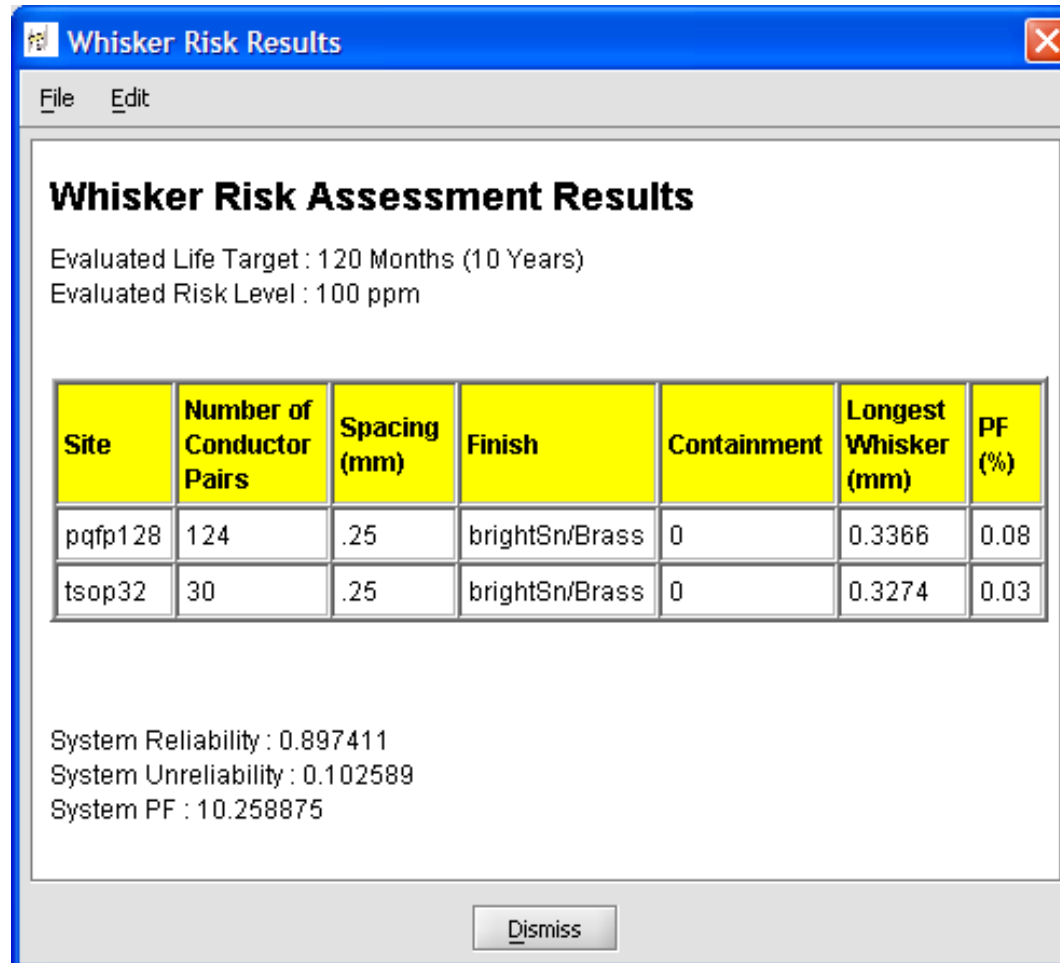 Whisker Risk Results
File Edit
Whisker Risk Assessment Results
Evaluated Life Target : 120 Months (10 Years)
Evaluated Risk Level : 100 ppm
Site Number of Conductor Pairs Spacing (mm) Finish Containment Longest Whisker (mm) PF (%)
pqfp128 124 .25 brightSn/Brass 0 0.3366 0.08
tsop32 30 .25 brightSn/Brass 0 0.3274 0.03
System Reliability : 0.897411
System Unreliability : 0.102589
System PF : 10.258875
Dismiss